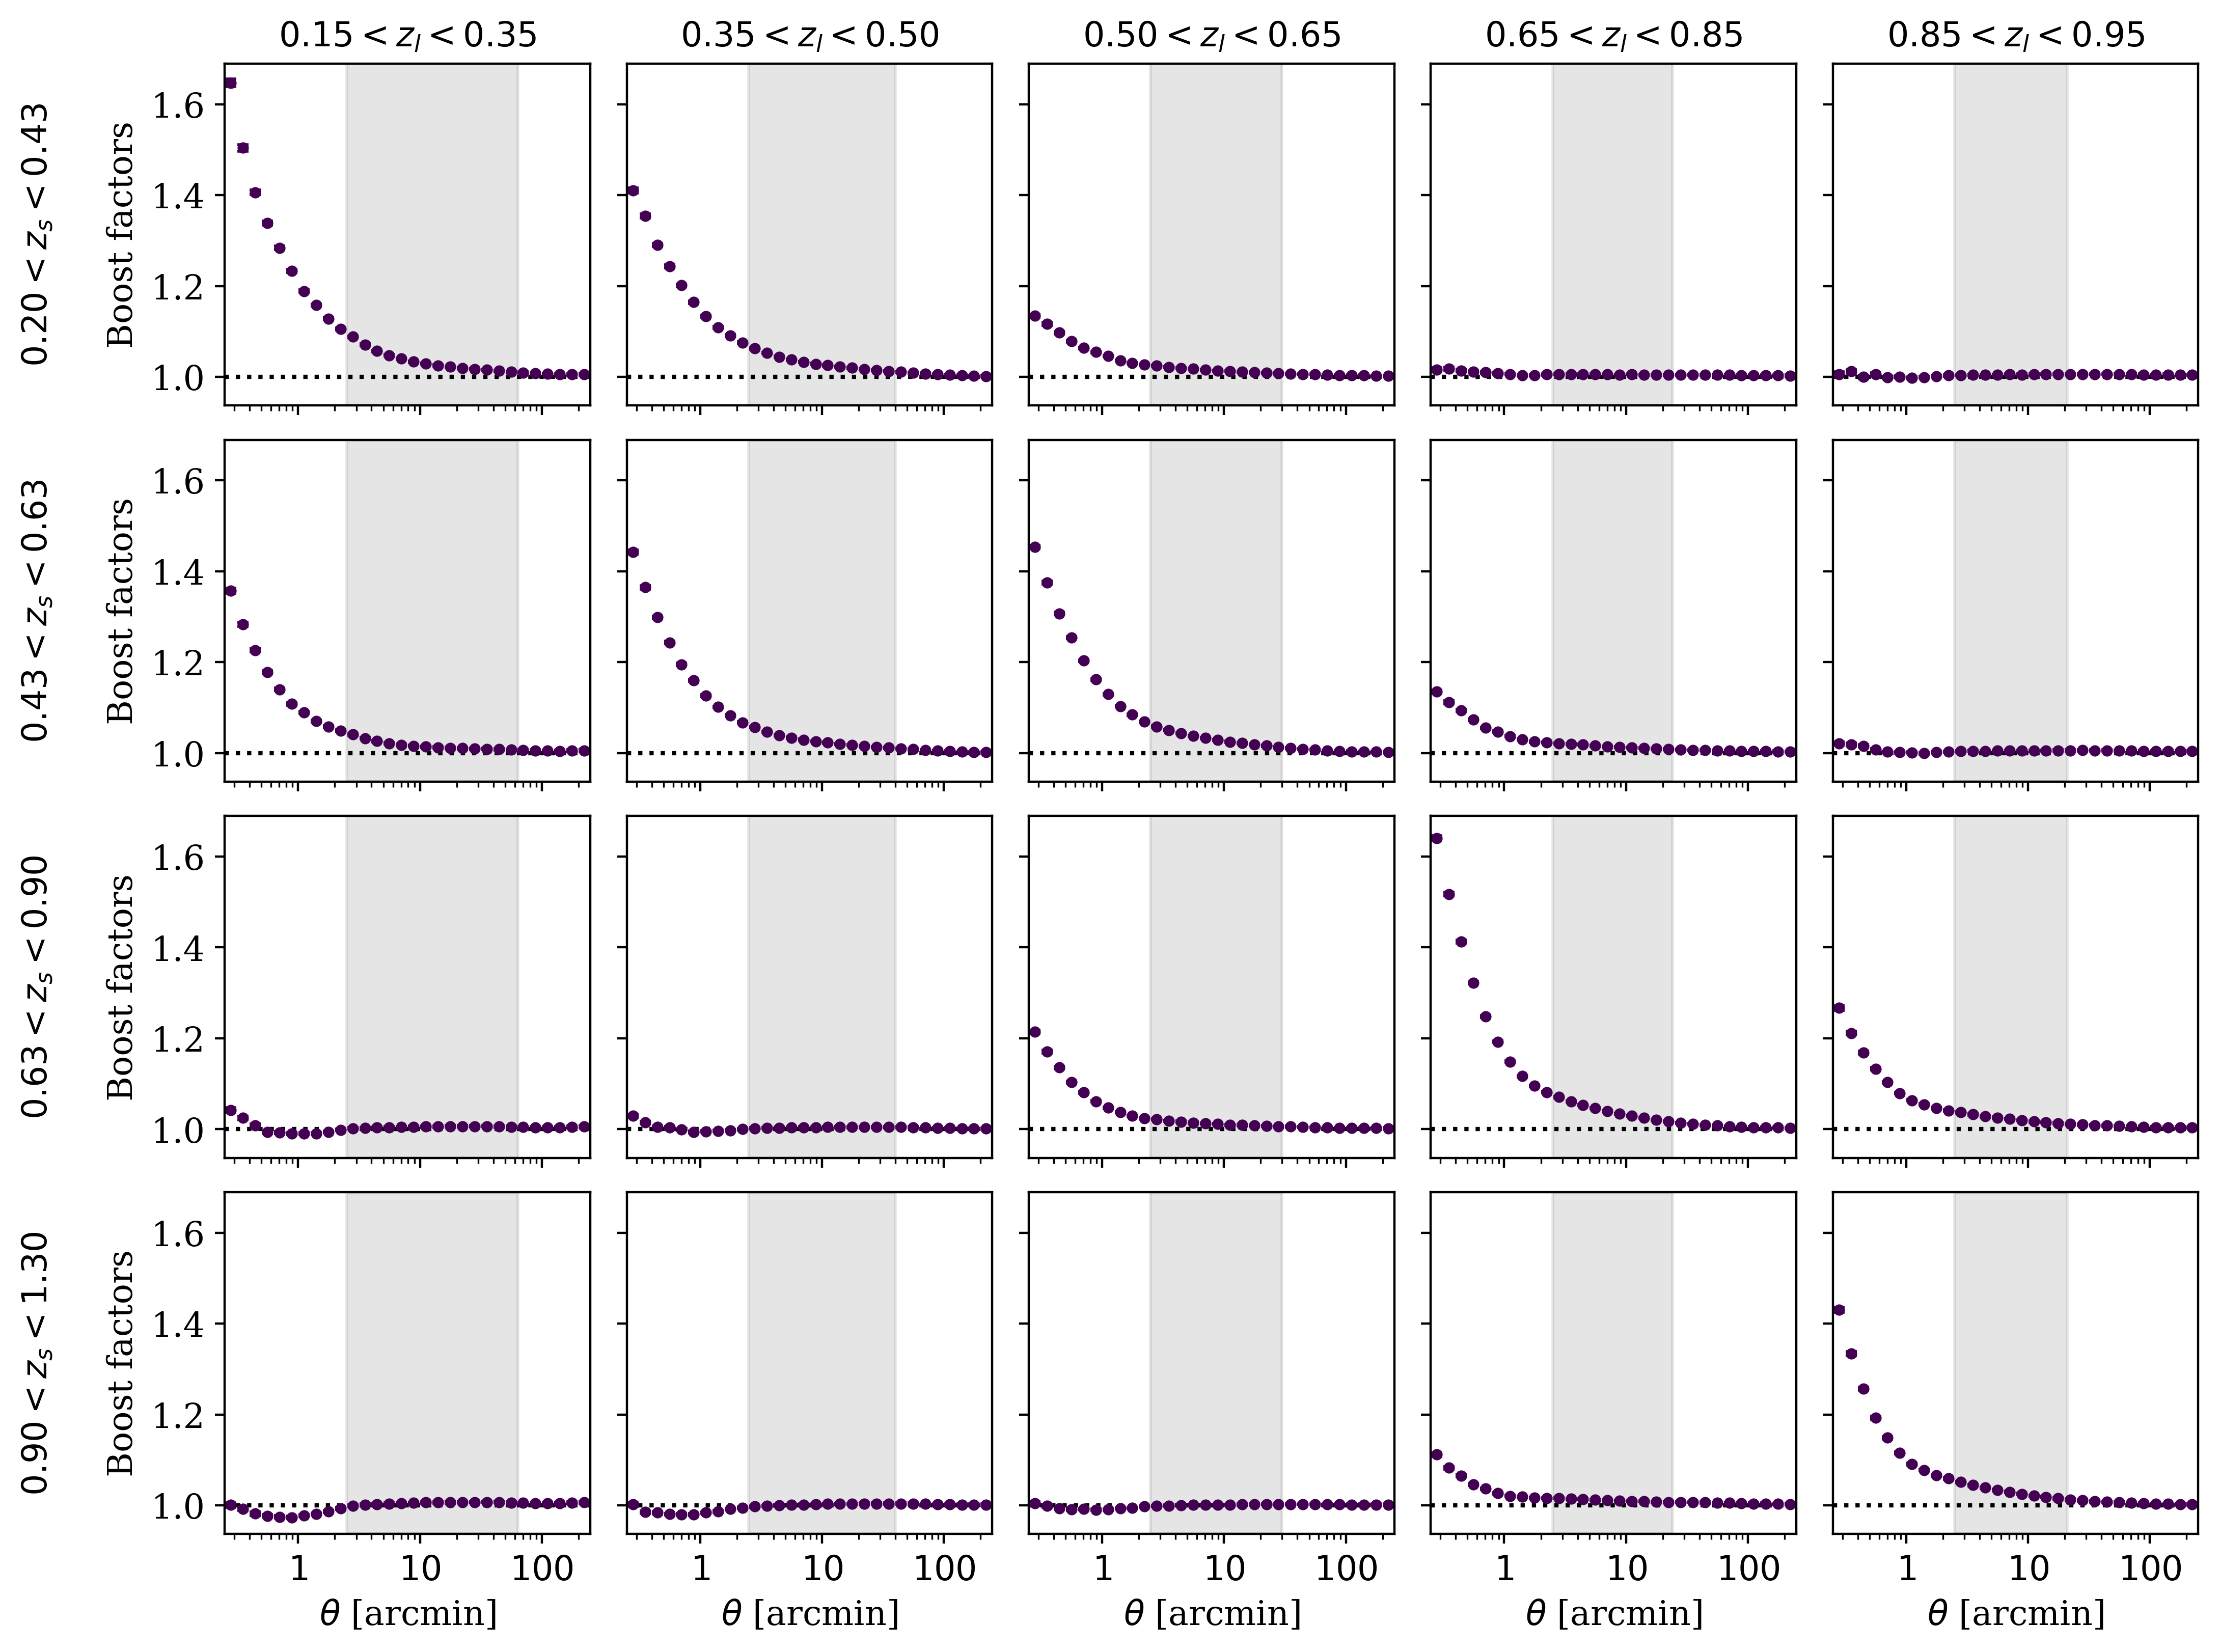 0.15 < z_l < 0.35
0.35 < z_l < 0.50
0.50 < z_l < 0.65
0.65 < z_l < 0.85
0.85 < z_l < 0.95
0.20 < z_s < 0.43
Boost factors
1.6
1.4
1.2
1.0
0.43 < z_s < 0.63
Boost factors
1.6
1.4
1.2
1.0
0.63 < z_s < 0.90
Boost factors
1.6
1.4
1.2
1.0
0.90 < z_s < 1.30
Boost factors
1.6
1.4
1.2
1.0
1 10 100
1 10 100
1 10 100
1 10 100
1 10 100
θ [arcmin]
θ [arcmin]
θ [arcmin]
θ [arcmin]
θ [arcmin]